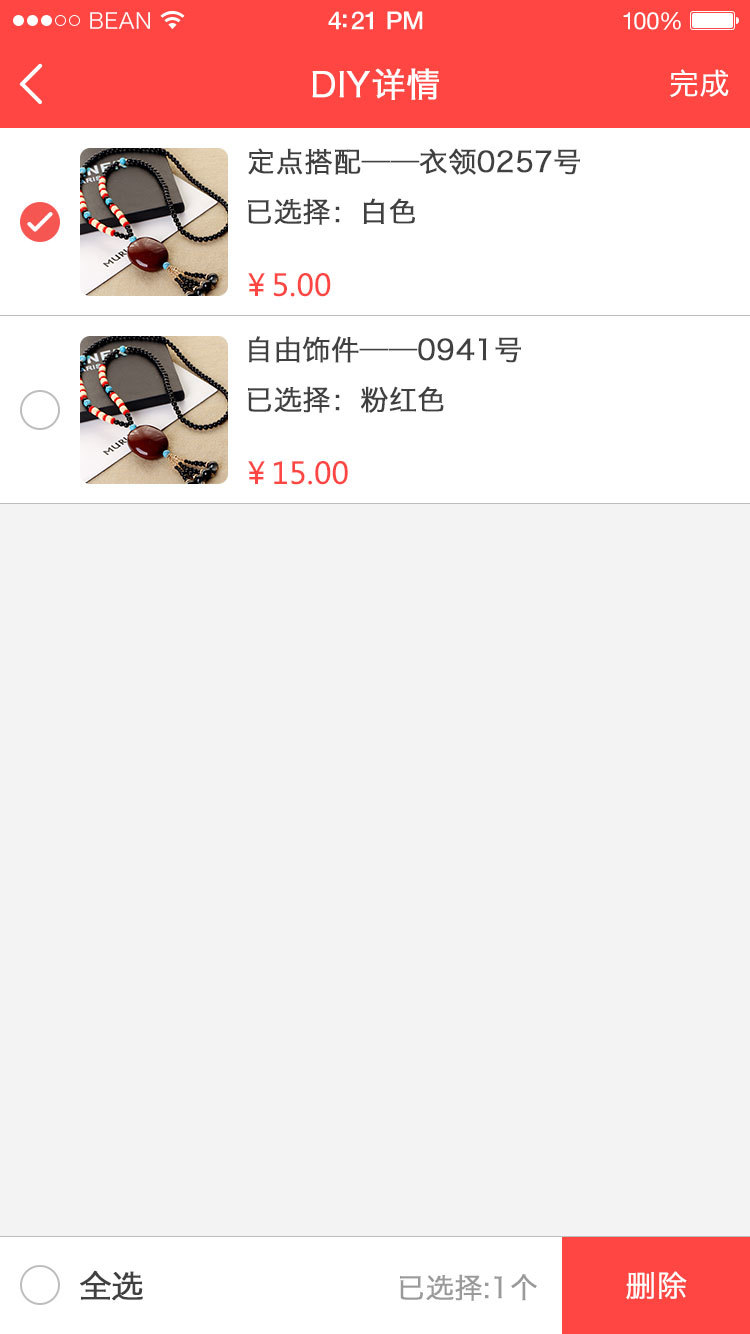 BEAN 4:21 PM 100%
DIY详情 完成
定点搭配——衣领0257号
已选择：白色
¥5.00
自由饰件——0941号
已选择：粉红色
¥15.00
全选 已选择:1个 删除